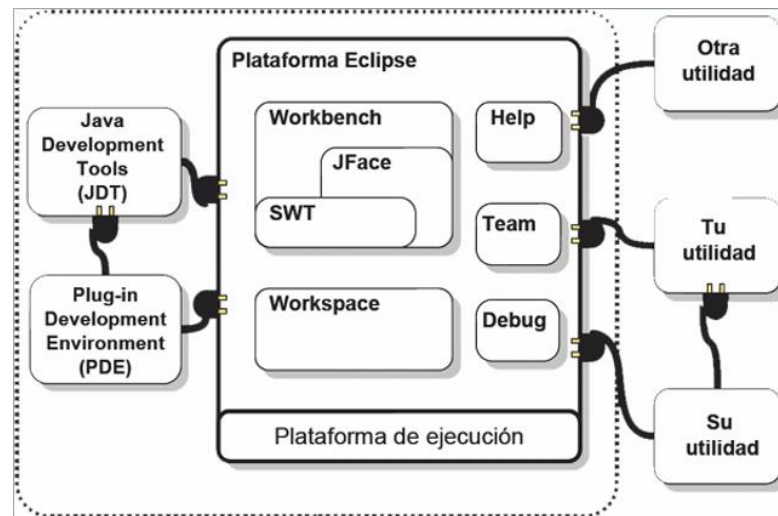 Plataforma Eclipse
Java
Development
Tools
(JDT)
Plug-in
Development
Environment
(PDE)
Workbench
JFace
SWT
Workspace
Help
Team
Debug
Plataforma de ejecución
Otra
utilidad
Tu
utilidad
Su
utilidad